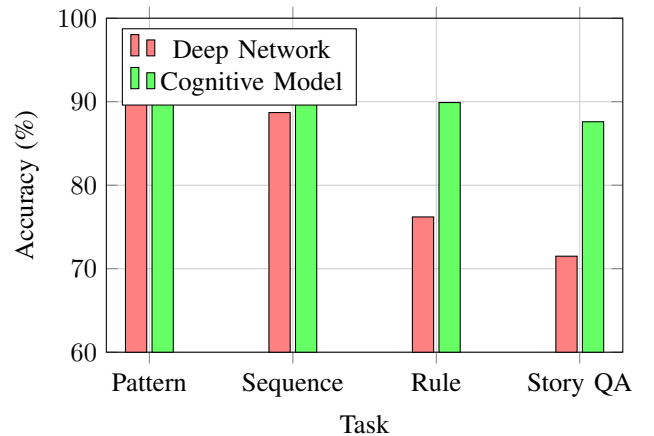 100
90
80
70
60
Accuracy (%)
Deep Network
Cognitive Model
Pattern Sequence Rule Story QA
Task